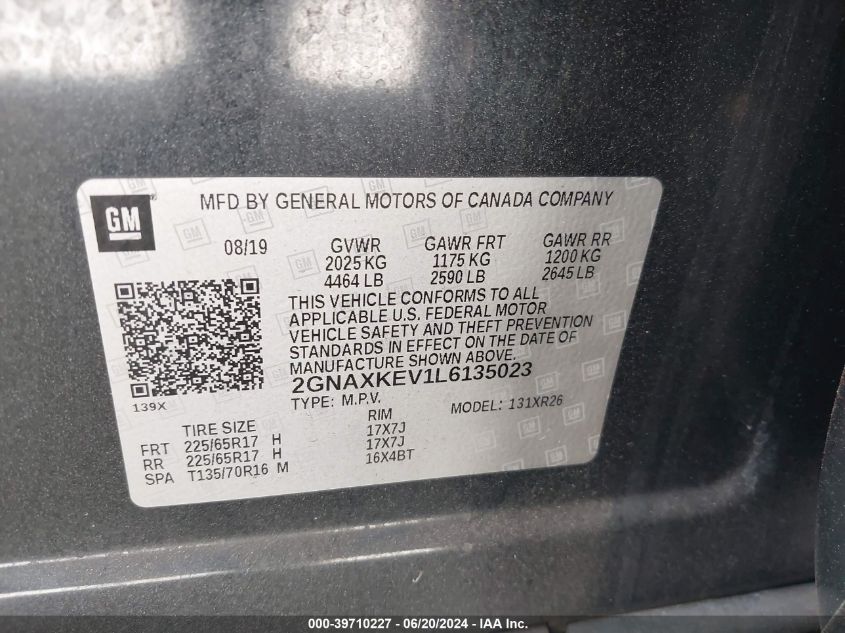 GM
MFD BY GENERAL MOTORS OF CANADA COMPANY
08/19 GVWR GAWR FRT GAWR RR
2025 KG 1175 KG 1200 KG
4464 LB 2590 LB 2645 LB
THIS VEHICLE CONFORMS TO ALL
APPLICABLE U.S. FEDERAL MOTOR
VEHICLE SAFETY AND THEFT PREVENTION
STANDARDS IN EFFECT ON THE DATE OF
MANUFACTURE SHOWN ABOVE.
2GNAXKEV1L6135023
139X TYPE: M.P.V. MODEL: 131XR26
TIRE SIZE RIM
FRT 225/65R17 H 17X7J
RR 225/65R17 H 17X7J
SPA T135/70R16 M 16X4BT
000-39710227 - 06/20/2024 - IAA Inc.